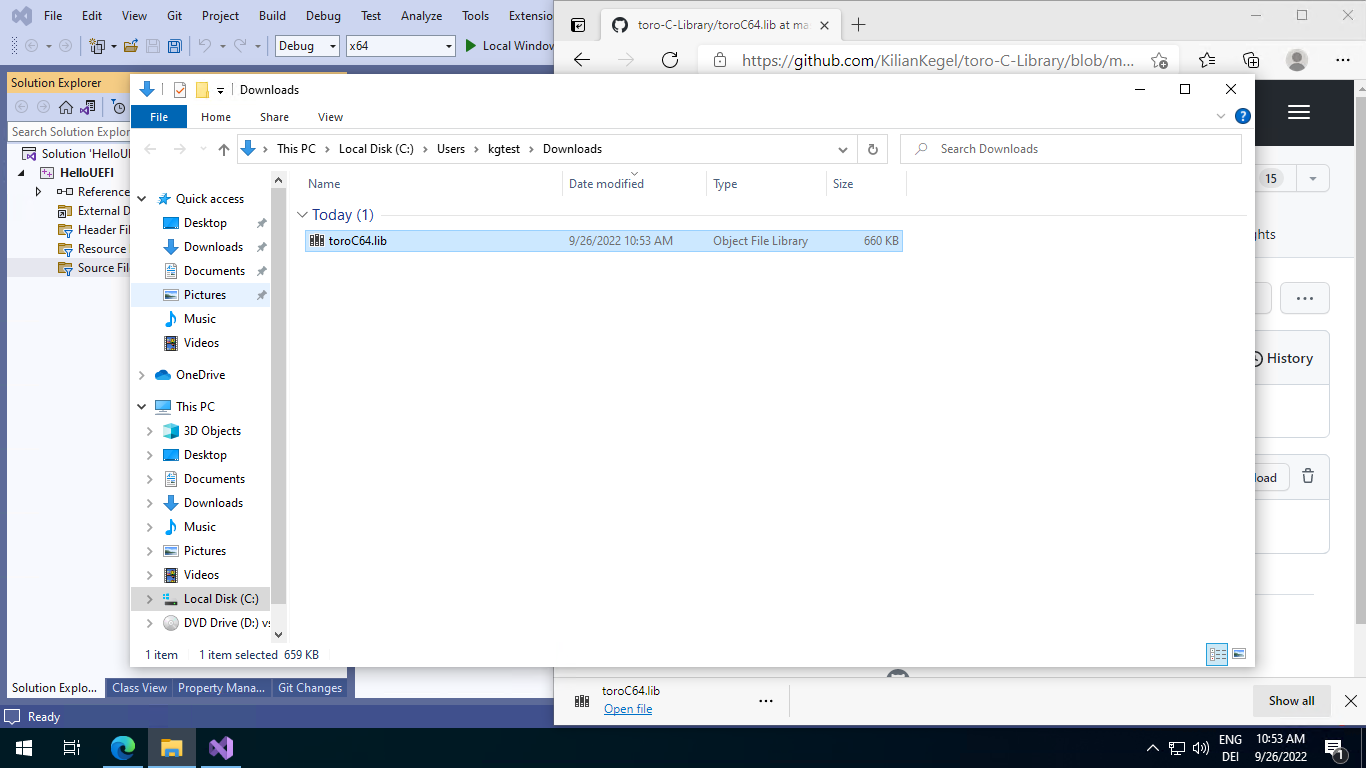 File Edit View Git Project Build Debug Test Analyze Tools Extensio
Debug x64 Local Window
Solution Explorer
Search Solution Explor
Solution 'HelloUE
HelloUEFI
Reference
External D
Header Fil
Resource
Source Fil
Solution Explo... Class View Property Mana... Git Changes
Ready
toro-C-Library/toroC64.lib at ma
https://github.com/KilianKegel/toro-C-Library/blob/m...
15
ghts
History
load
Downloads
File Home Share View
This PC Local Disk (C:) Users kgtest Downloads
Search Downloads
Name Date modified Type Size
Today (1)
toroC64.lib 9/26/2022 10:53 AM Object File Library 660 KB
Quick access
Desktop
Downloads
Documents
Pictures
Music
Videos
OneDrive
This PC
3D Objects
Desktop
Documents
Downloads
Music
Pictures
Videos
Local Disk (C:)
DVD Drive (D:) vs
1 item 1 item selected 659 KB
toroC64.lib
Open file
Show all
ENG
DEI
10:53 AM
9/26/2022
1